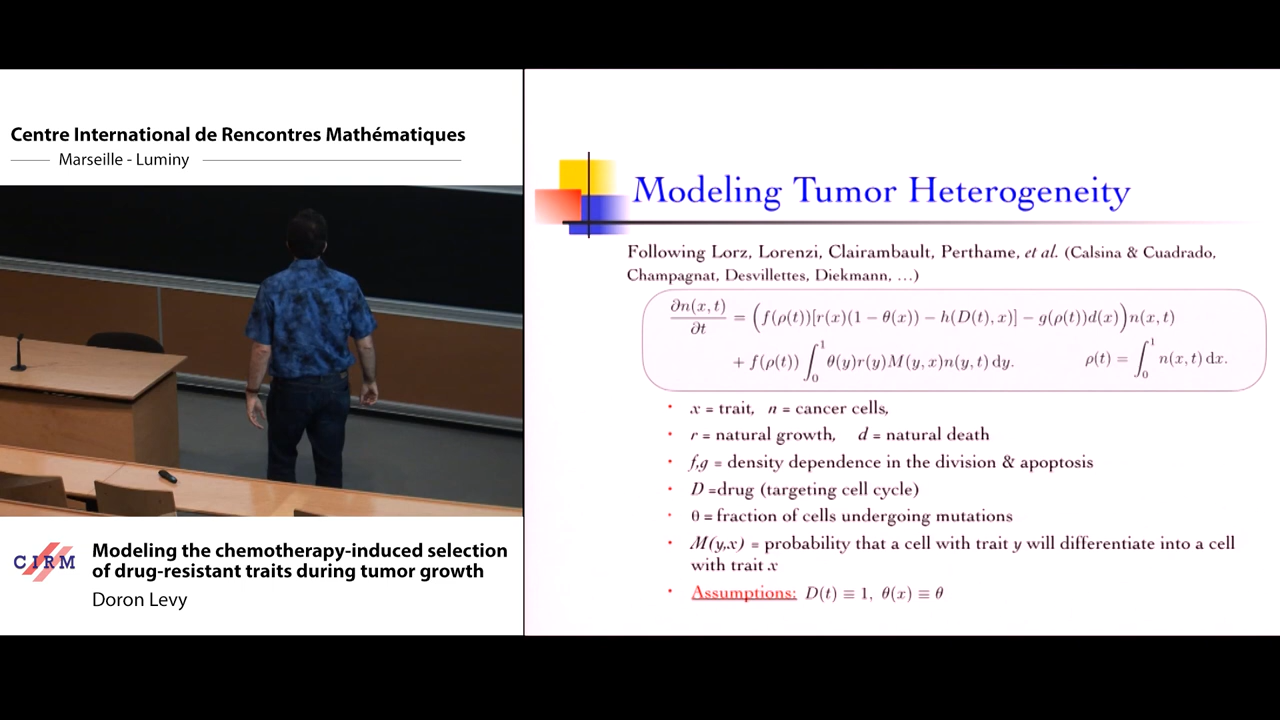 Centre International de Rencontres Mathématiques
Marseille - Luminy
CIRM
Modeling the chemotherapy-induced selection
of drug-resistant traits during tumor growth
Doron Levy
Modeling Tumor Heterogeneity
Following Lorz, Lorenzi, Clairambault, Perthame, et al. (Calsina & Cuadrado,
Champagnat, Desvillettes, Diekmann, …)
∂n(x,t)/∂t = (f(ρ(t))[r(x)(1 − θ(x)) − h(D(t),x)] − g(ρ(t))d(x))n(x,t)
+ f(ρ(t)) ∫₀¹ θ(y)r(y)M(y,x)n(y,t) dy. ρ(t) = ∫₀¹ n(x,t) dx.
• x = trait, n = cancer cells,
• r = natural growth, d = natural death
• f,g = density dependence in the division & apoptosis
• D =drug (targeting cell cycle)
• θ = fraction of cells undergoing mutations
• M(y,x) = probability that a cell with trait y will differentiate into a cell
with trait x
• Assumptions: D(t) ≡ 1, θ(x) ≡ θ